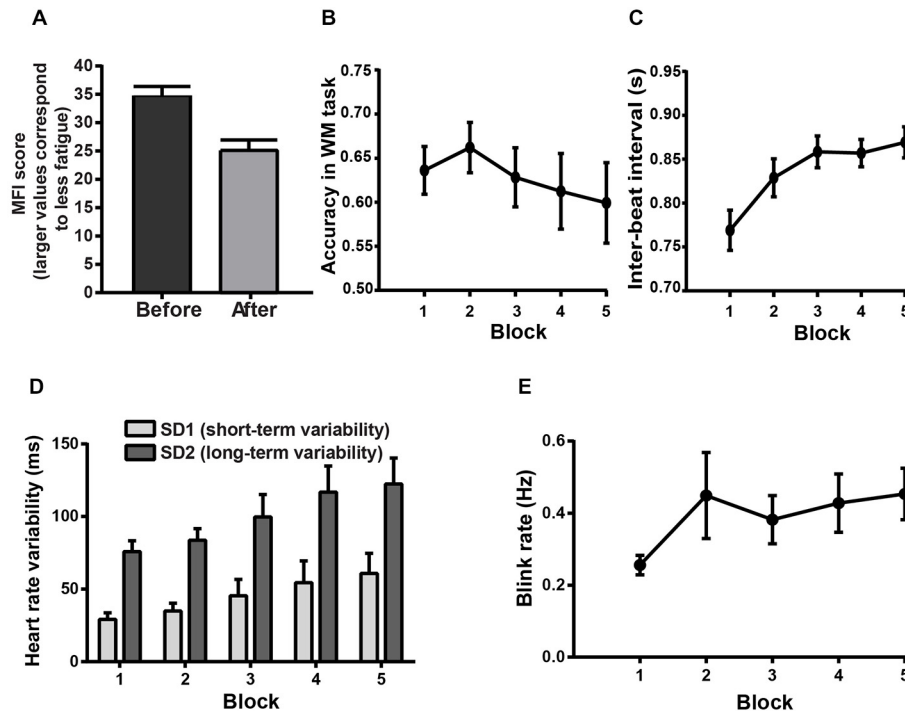 A
MFI score
(larger values correspond
to less fatigue)
40
35
30
25
20
15
10
5
0
Before After
B
Accuracy in WM task
0.75
0.70
0.65
0.60
0.55
0.50
1 2 3 4 5
Block
C
Inter-beat interval (s)
0.95
0.90
0.85
0.80
0.75
0.70
1 2 3 4 5
Block
D
SD1 (short-term variability)
SD2 (long-term variability)
Heart rate variability (ms)
150
100
50
0
1 2 3 4 5
Block
E
Blink rate (Hz)
0.6
0.4
0.2
0.0
1 2 3 4 5
Block